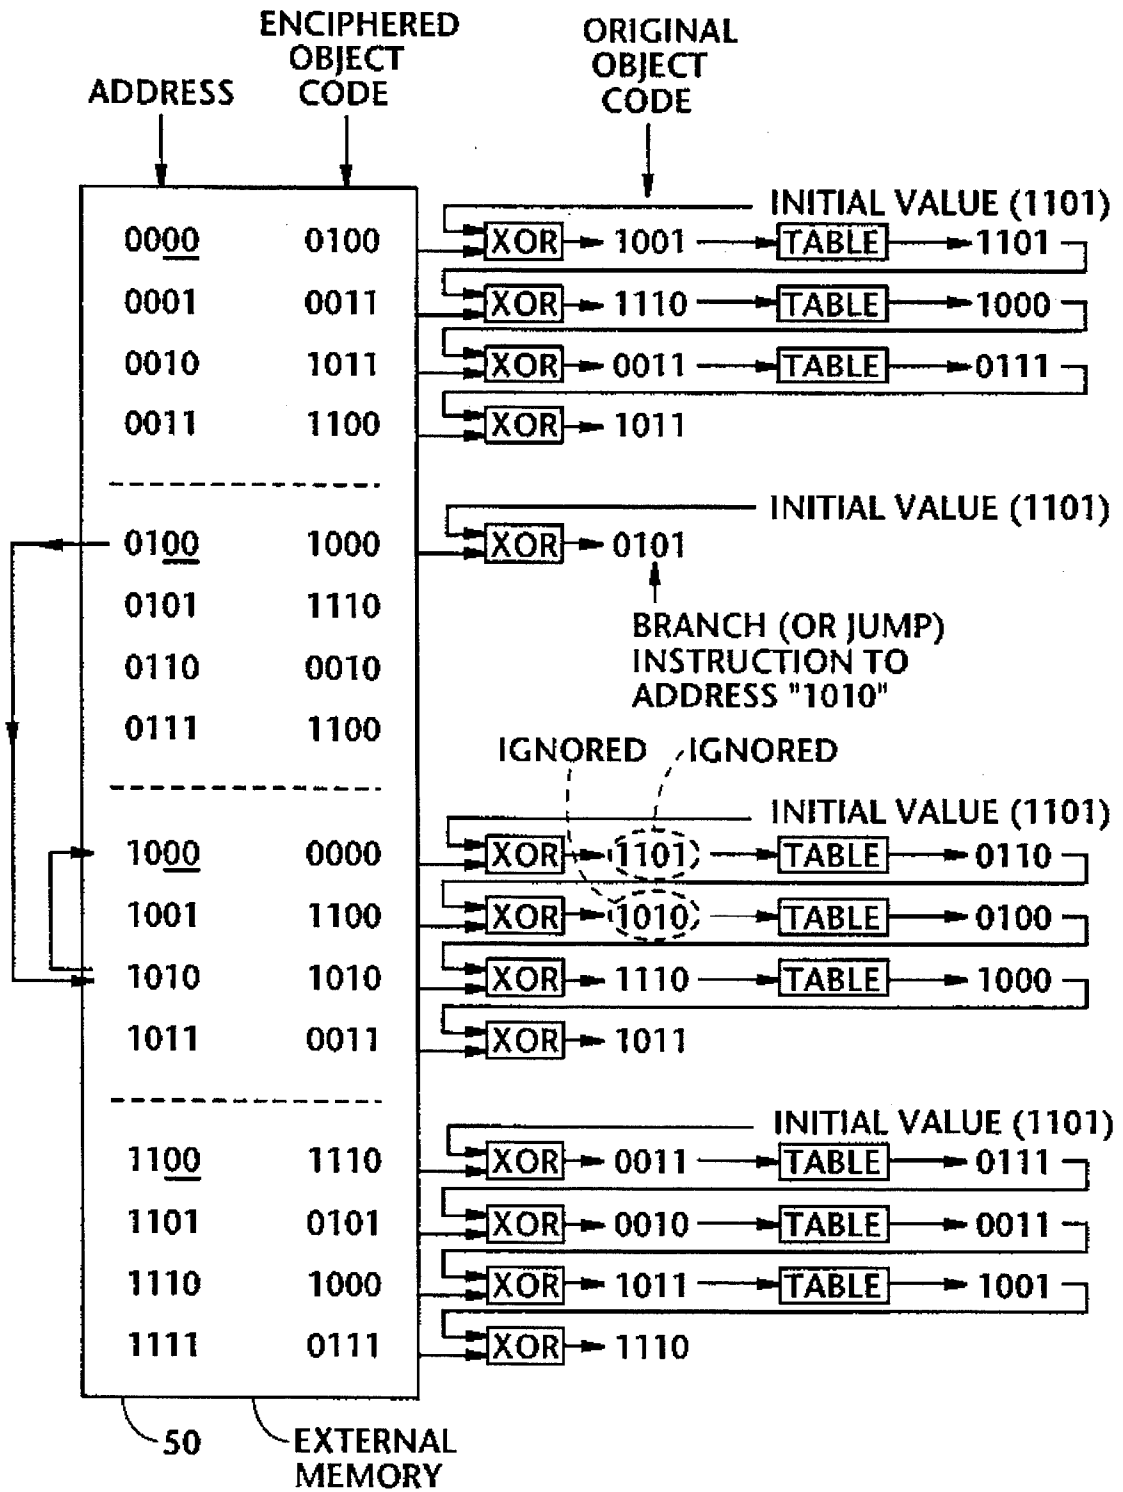 ENCIPHERED
OBJECT
CODE
ORIGINAL
OBJECT
CODE
ADDRESS
INITIAL VALUE (1101)
0000 0100 XOR 1001 TABLE 1101
0001 0011 XOR 1110 TABLE 1000
0010 1011 XOR 0011 TABLE 0111
0011 1100 XOR 1011
INITIAL VALUE (1101)
0100 1000 XOR 0101
0101 1110
BRANCH (OR JUMP)
INSTRUCTION TO
ADDRESS "1010"
0110 0010
0111 1100
IGNORED IGNORED
INITIAL VALUE (1101)
1000 0000 XOR 1101 TABLE 0110
1001 1100 XOR 1010 TABLE 0100
1010 1010 XOR 1110 TABLE 1000
1011 0011 XOR 1011
INITIAL VALUE (1101)
1100 1110 XOR 0011 TABLE 0111
1101 0101 XOR 0010 TABLE 0011
1110 1000 XOR 1011 TABLE 1001
1111 0111 XOR 1110
50
EXTERNAL
MEMORY